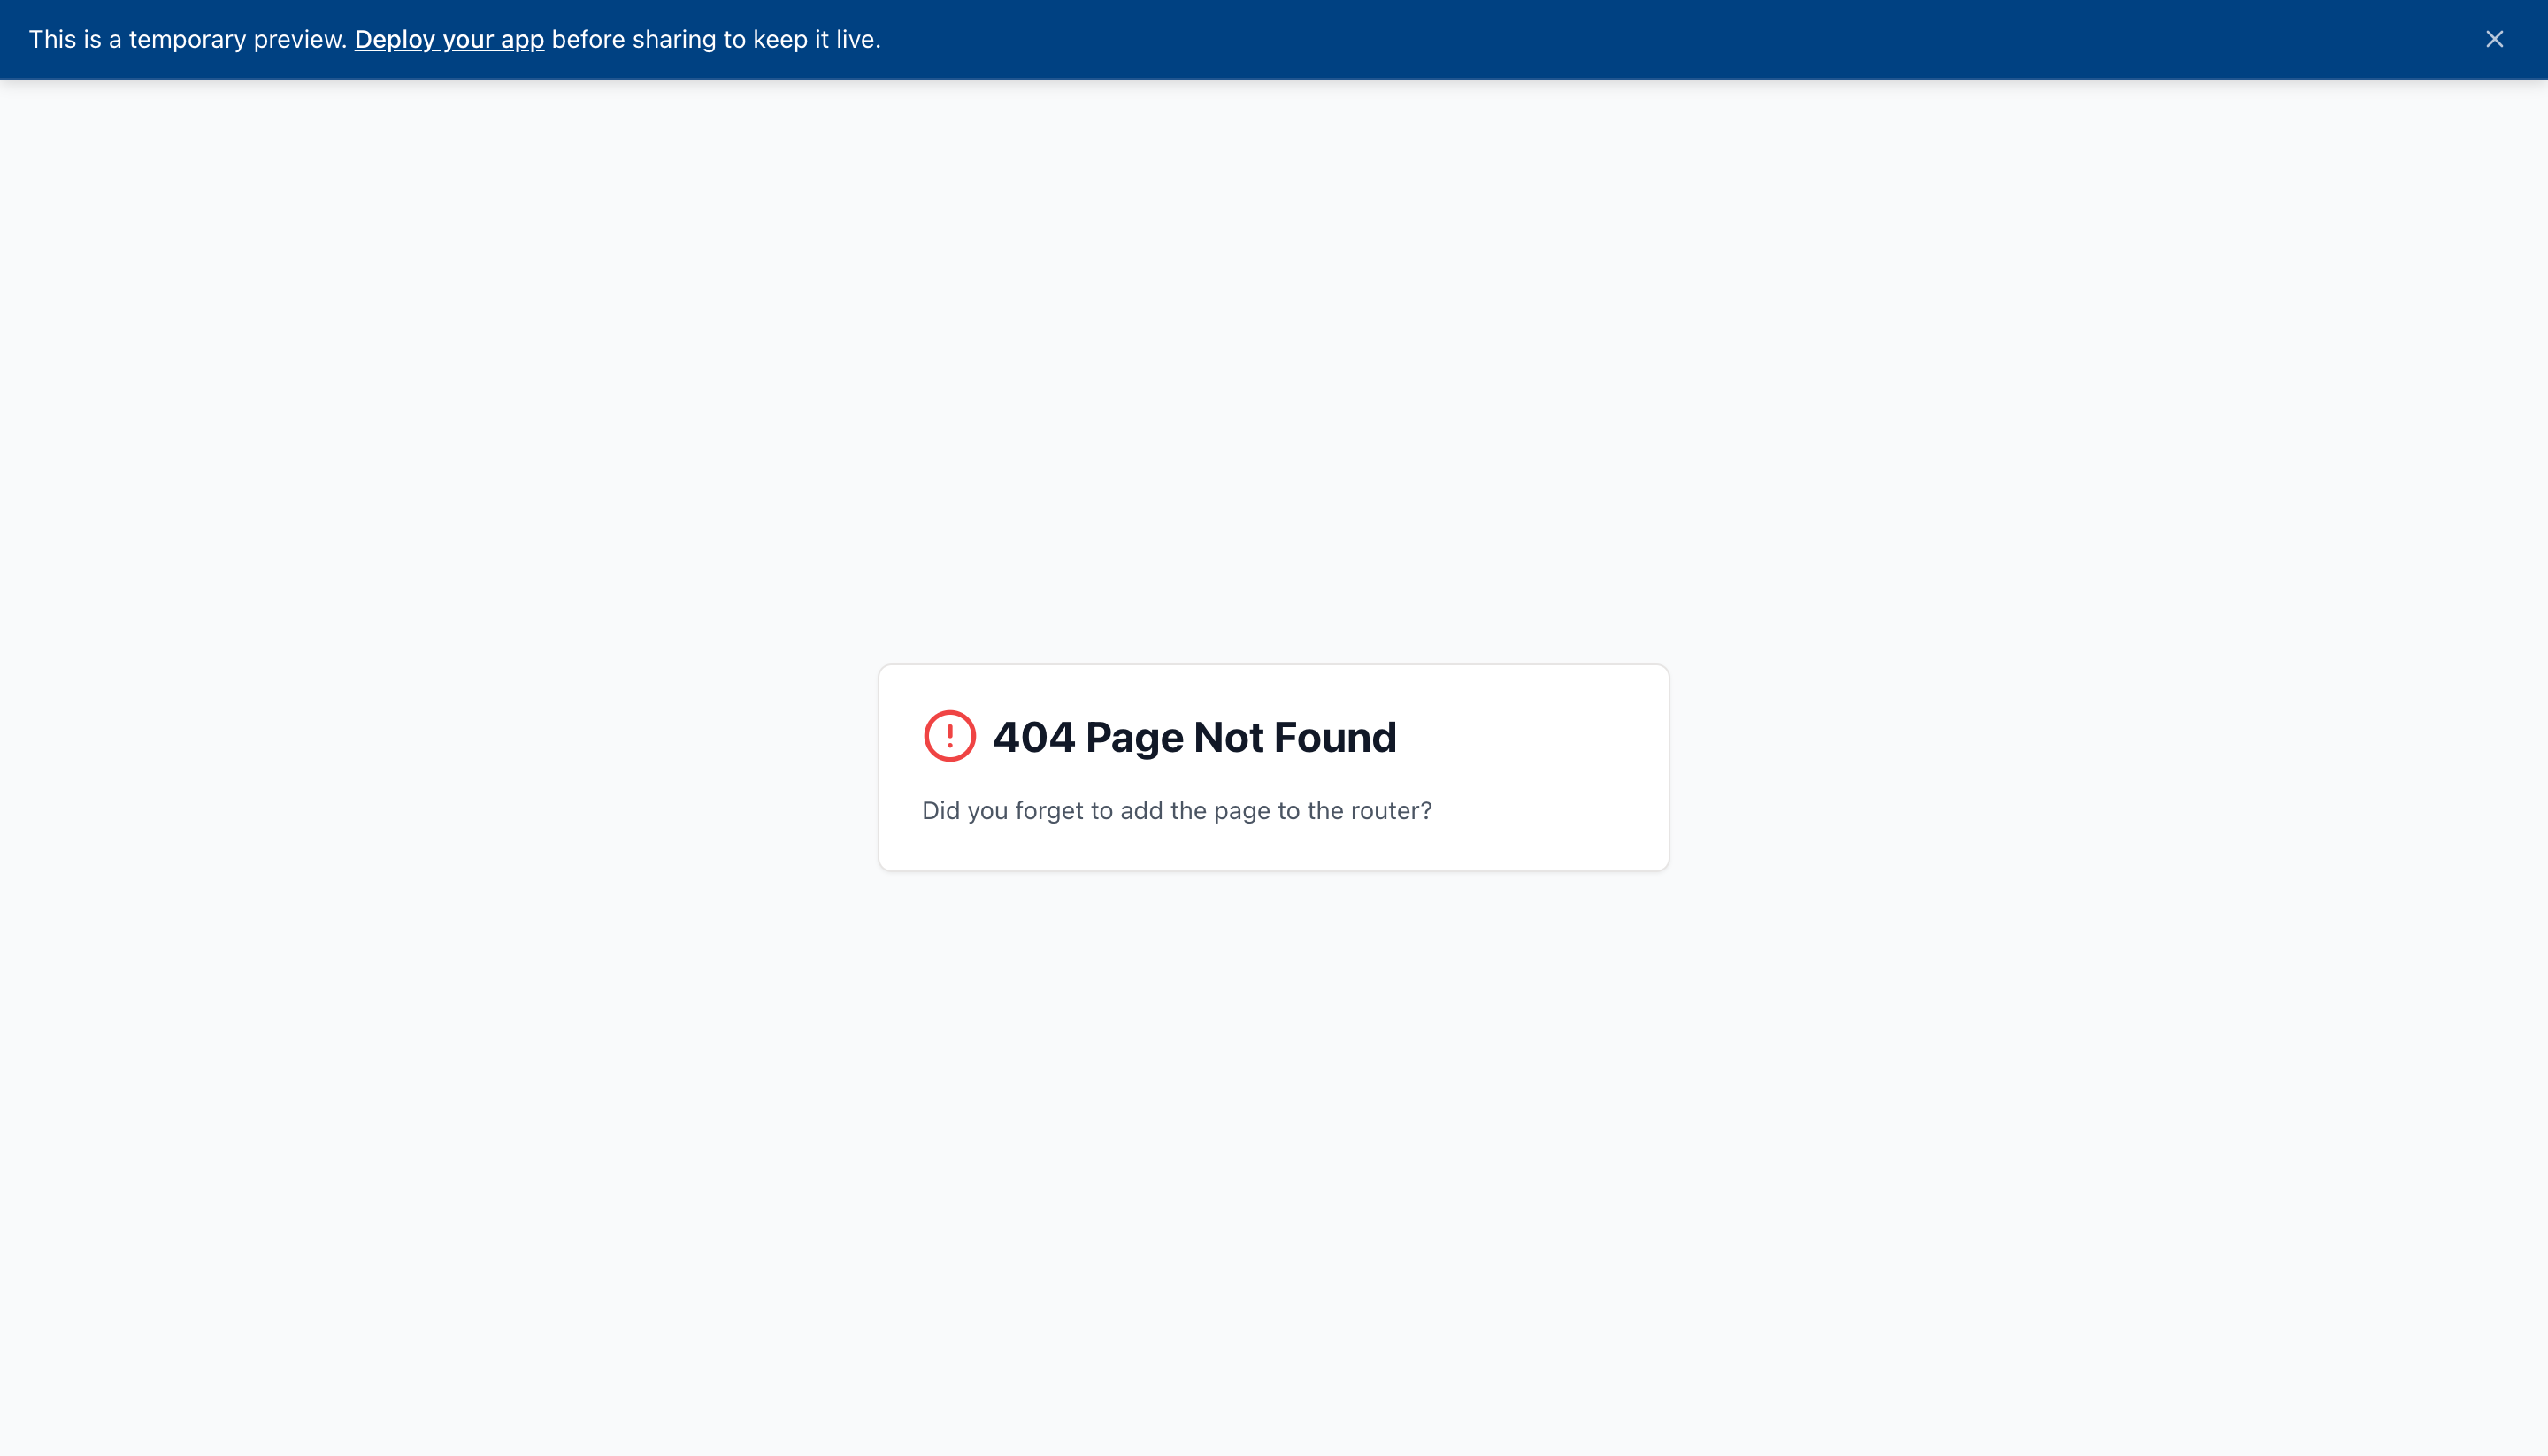 This is a temporary preview. Deploy your app before sharing to keep it live.
404 Page Not Found
Did you forget to add the page to the router?